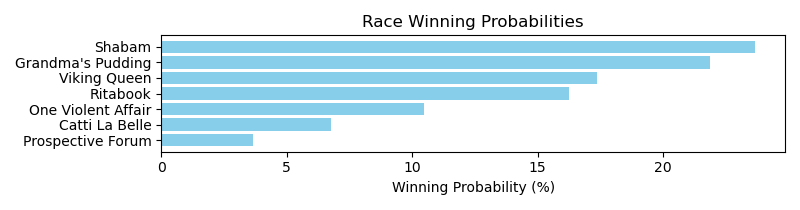 Race Winning Probabilities
Shabam
Grandma's Pudding
Viking Queen
Ritabook
One Violent Affair
Catti La Belle
Prospective Forum
0 5 10 15 20
Winning Probability (%)